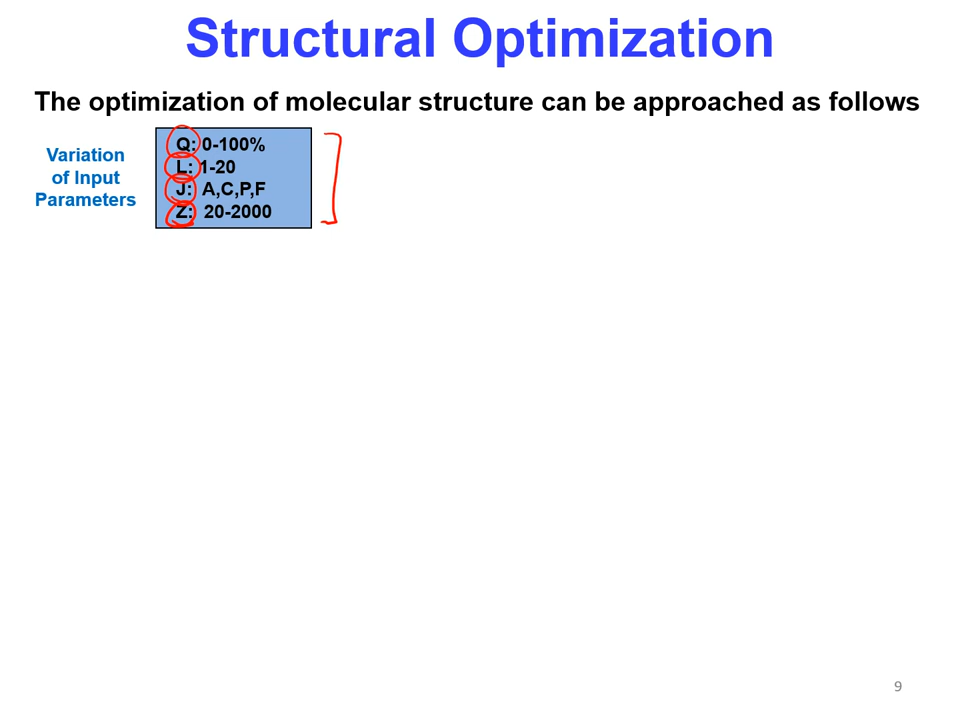 Structural Optimization
The optimization of molecular structure can be approached as follows
Variation
of Input
Parameters
Q: 0-100%
L: 1-20
J: A,C,P,F
Z: 20-2000
9